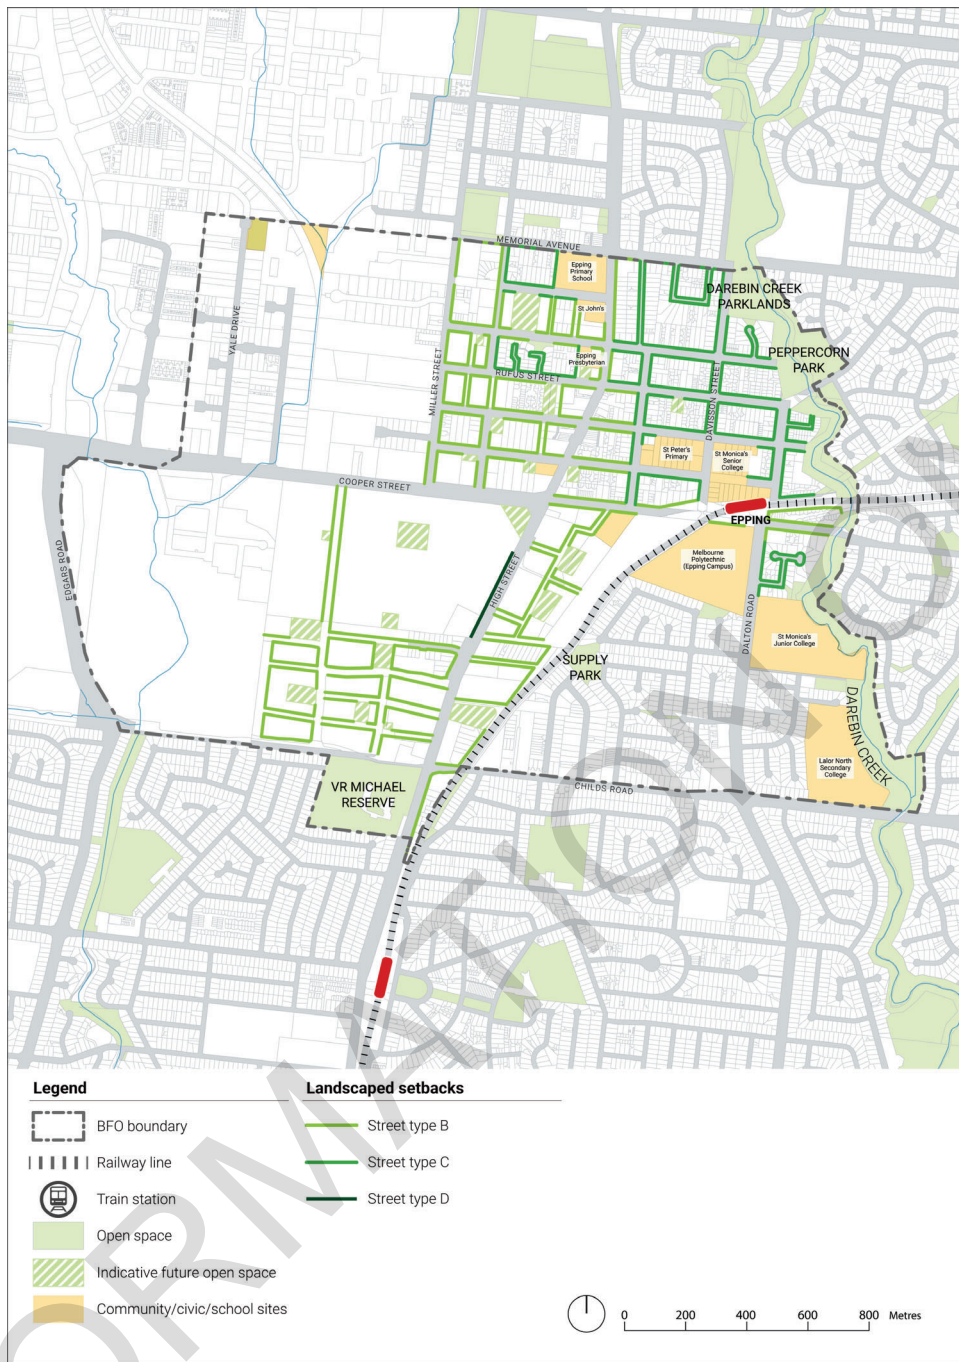 MEMORIAL AVENUE
Epping
Primary
School
DAREBIN CREEK
PARKLANDS
St John's
YALE DRIVE
MILLER STREET
Epping
Presbyterian
PEPPERCORN
PARK
RUFUS STREET
DAVISSON STREET
St Peter's
Primary
St Monica's
Senior
College
COOPER STREET
EPPING
EDGARS ROAD
HIGH STREET
Melbourne
Polytechnic
(Epping Campus)
DALTON ROAD
St Monica's
Junior College
SUPPLY
PARK
DAREBIN CREEK
Lalor North
Secondary
College
VR MICHAEL
RESERVE
CHILDS ROAD
Legend
BFO boundary
Railway line
Train station
Open space
Indicative future open space
Community/civic/school sites
Landscaped setbacks
Street type B
Street type C
Street type D
0 200 400 600 800 Metres
ORMATION